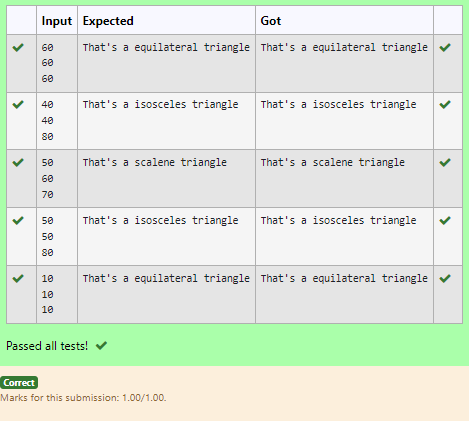 Input Expected Got
60 That's a equilateral triangle That's a equilateral triangle
60
60
40 That's a isosceles triangle That's a isosceles triangle
40
80
50 That's a scalene triangle That's a scalene triangle
60
70
50 That's a isosceles triangle That's a isosceles triangle
50
80
10 That's a equilateral triangle That's a equilateral triangle
10
10
Passed all tests!
Correct
Marks for this submission: 1.00/1.00.